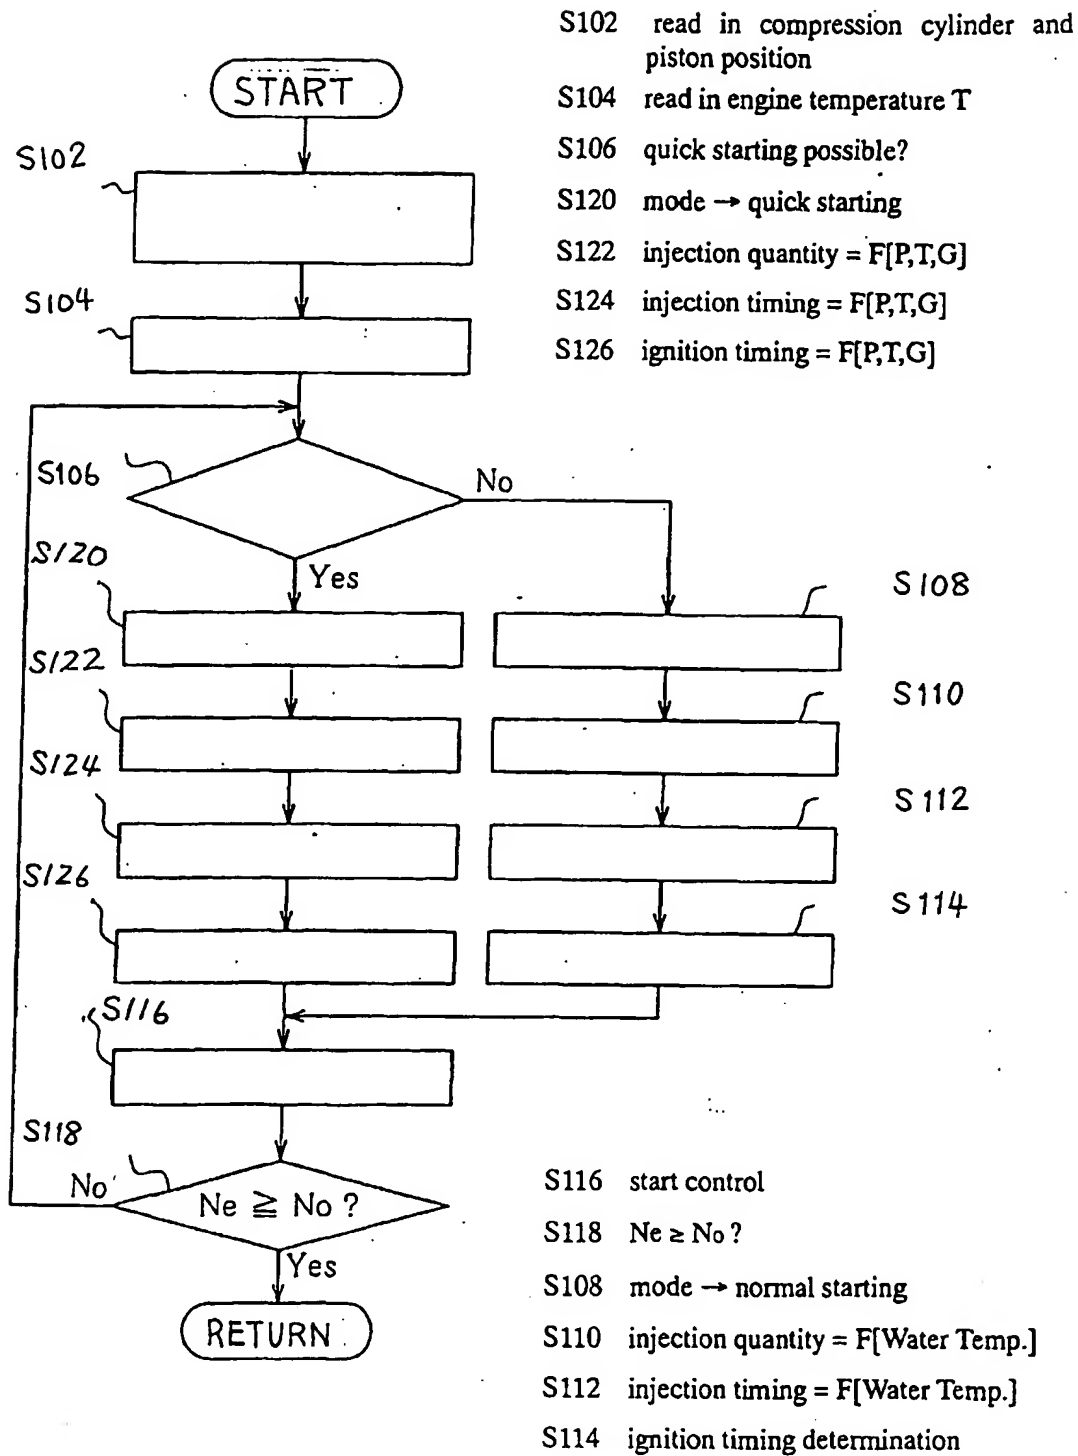 S102 read in compression cylinder and
piston position
S104 read in engine temperature T
S106 quick starting possible?
S120 mode → quick starting
S122 injection quantity = F[P,T,G]
S124 injection timing = F[P,T,G]
S126 ignition timing = F[P,T,G]
START
S102
S104
S106
No
Yes
S120
S108
S122
S110
S124
S112
S126
S114
S116
S118
No
Ne ≧ No ?
Yes
RETURN
S116 start control
S118 Ne ≥ No ?
S108 mode → normal starting
S110 injection quantity = F[Water Temp.]
S112 injection timing = F[Water Temp.]
S114 ignition timing determination